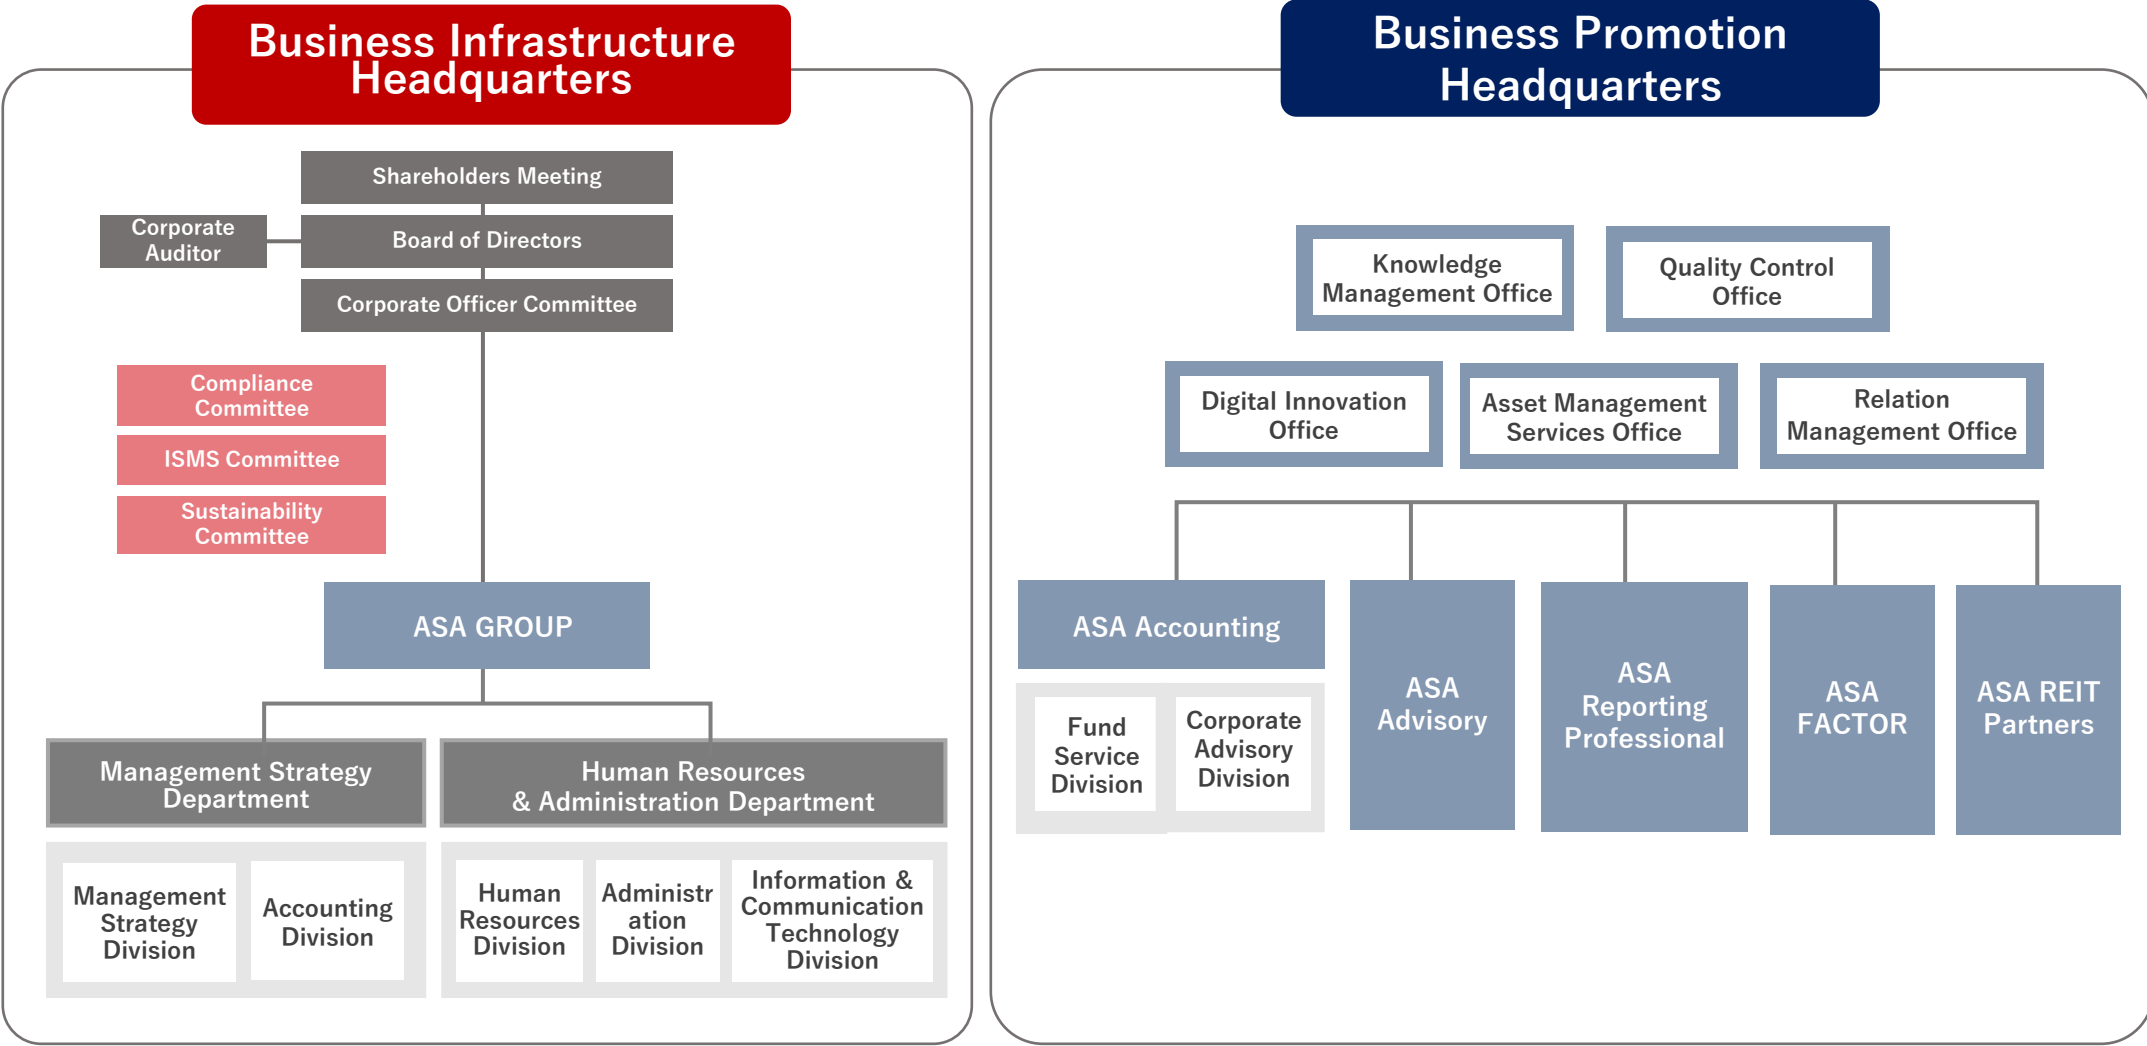 Business Infrastructure
Headquarters
Shareholders Meeting
Corporate
Auditor
Board of Directors
Corporate Officer Committee
Compliance
Committee
ISMS Committee
Sustainability
Committee
ASA GROUP
Management Strategy
Department
Human Resources
& Administration Department
Management
Strategy
Division
Accounting
Division
Human
Resources
Division
Administr
ation
Division
Information &
Communication
Technology
Division
Business Promotion
Headquarters
Knowledge
Management Office
Quality Control
Office
Digital Innovation
Office
Asset Management
Services Office
Relation
Management Office
ASA Accounting
Fund
Service
Division
Corporate
Advisory
Division
ASA
Advisory
ASA
Reporting
Professional
ASA
FACTOR
ASA REIT
Partners